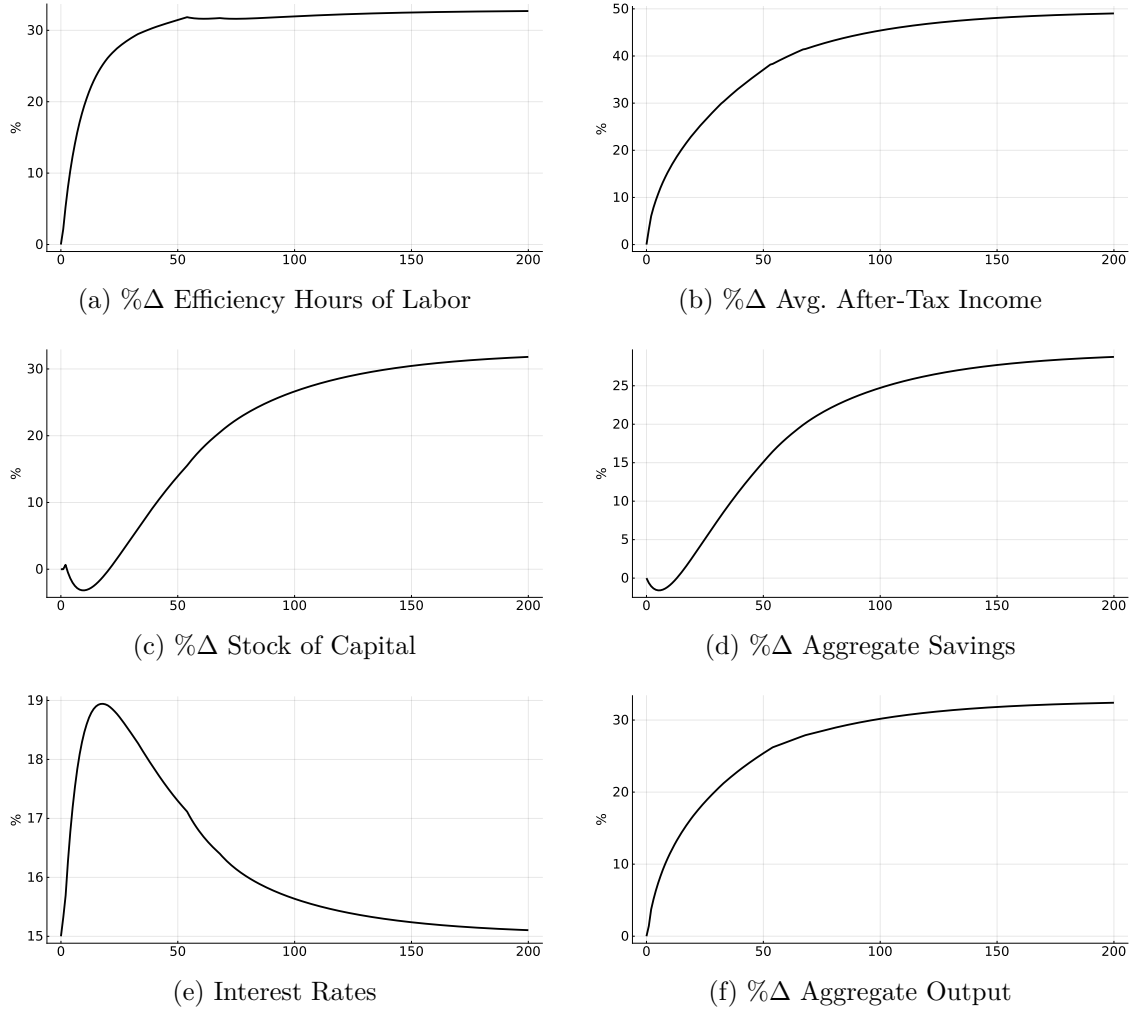 30
20
10
0
%
0 50 100 150 200
(a) %Δ Efficiency Hours of Labor
50
40
30
20
10
0
%
0 50 100 150 200
(b) %Δ Avg. After-Tax Income
30
20
10
0
%
0 50 100 150 200
(c) %Δ Stock of Capital
25
20
15
10
5
0
%
0 50 100 150 200
(d) %Δ Aggregate Savings
19
18
17
16
15
%
0 50 100 150 200
(e) Interest Rates
30
20
10
0
%
0 50 100 150 200
(f) %Δ Aggregate Output